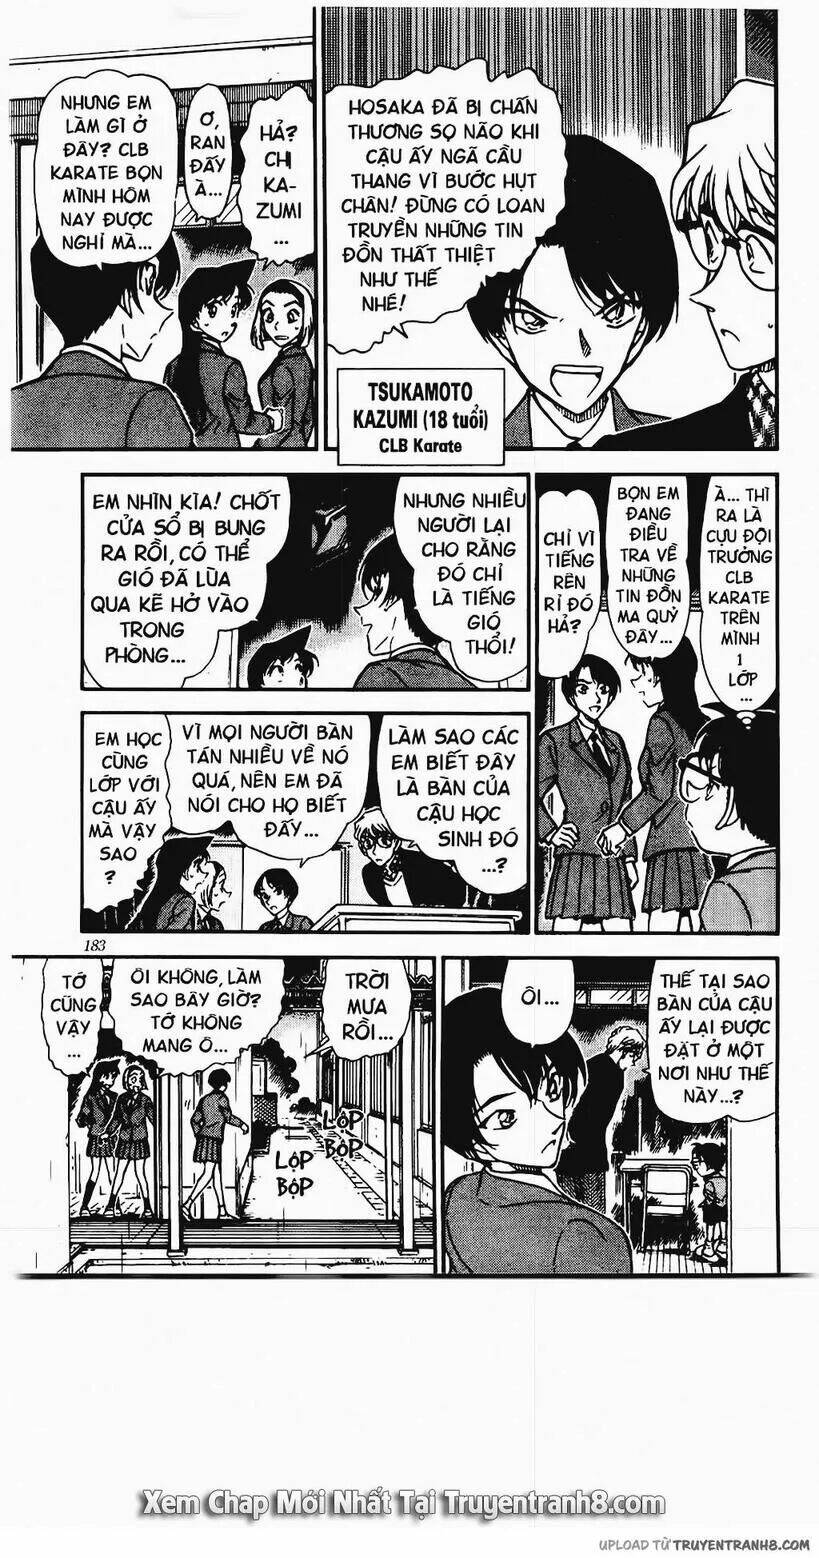 HOSAKA ĐÃ BỊ CHẤN
THƯƠNG SỌ NÃO KHI
CẬU ẤY NGÃ CẦU
THANG VÌ BƯỚC HỤT
CHÂN! ĐỪNG CÓ LOAN
TRUYỀN NHỮNG TIN
ĐỒN THẤT THIỆT
NHƯ THẾ
NHÉ!
TSUKAMOTO
KAZUMI (18 tuổi)
CLB Karate
HẢ?
CHỊ
KA-
ZUMI
...
Ơ,
RAN
ĐẤY
À...
NHƯNG EM
LÀM GÌ Ở
ĐÂY? CLB
KARATE BỌN
MÌNH HÔM
NAY ĐƯỢC
NGHỈ MÀ...
À... THÌ
RA LÀ
CỰU ĐỘI
TRƯỞNG
CLB
KARATE
TRÊN
MÌNH
1
LỚP
...
BỌN EM
ĐANG
ĐIỀU
TRA VỀ
NHỮNG
TIN ĐỒN
MA QUỶ
ĐÂY...
CHỈ VÌ
TIẾNG
RÊN
RỈ ĐÓ
HẢ?
NHƯNG NHIỀU
NGƯỜI LẠI
CHO RẰNG
ĐÓ CHỈ
LÀ TIẾNG
GIÓ
THỔI!
EM NHÌN KÌA! CHỐT
CỬA SỔ BỊ BUNG
RA RỒI, CÓ THỂ
GIÓ ĐÃ LÙA
QUA KẼ HỞ VÀO
TRONG
PHÒNG...
LÀM SAO CÁC
EM BIẾT ĐÂY
LÀ BÀN CỦA
CẬU HỌC
SINH ĐÓ
...?
VÌ MỌI NGƯỜI BÀN
TÁN NHIỀU VỀ NÓ
QUÁ, NÊN EM ĐÃ
NÓI CHO HỌ BIẾT
ĐẤY...
EM HỌC
CÙNG
LỚP VỚI
CẬU ẤY
MÀ VẬY
SAO
?
183
THẾ TẠI SAO
BÀN CỦA CẬU
ẤY LẠI ĐƯỢC
ĐẶT Ở MỘT
NƠI NHƯ THẾ
NÀY...?
ÔI...
TRỜI
MƯA
RỒI...
ÔI KHÔNG, LÀM
SAO BÂY GIỜ?
TỚ KHÔNG
MANG Ô...
TỚ
CŨNG
VẬY
...
LỘP
BỘP
LỘP
BỘP
Xem Chap Mới Nhất Tại Truyentranh8.com
UPLOAD TỪ TRUYENTRANH8.COM